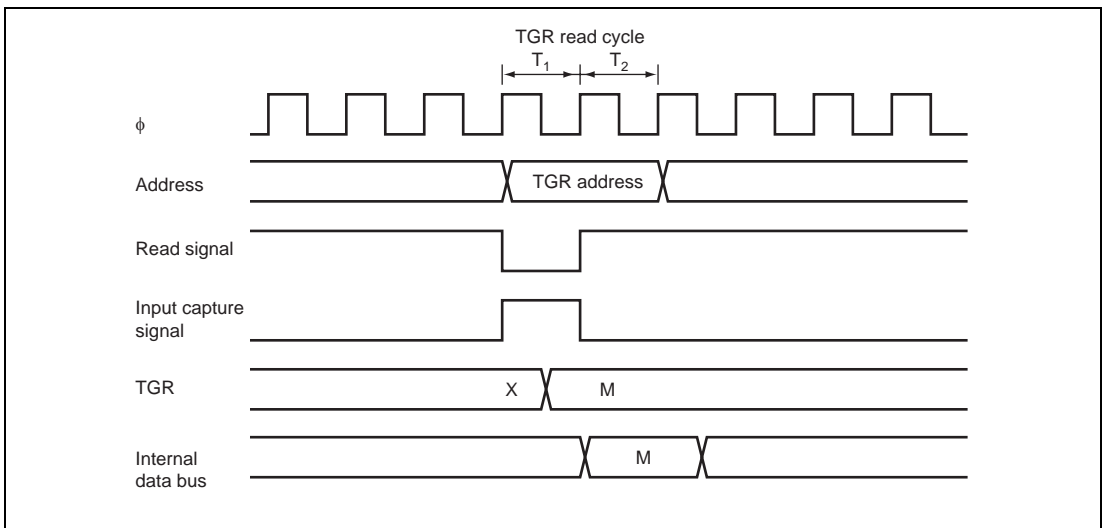 TGR read cycle
T1 T2
ϕ
Address
TGR address
Read signal
Input capture
signal
TGR
X M
Internal
data bus
M